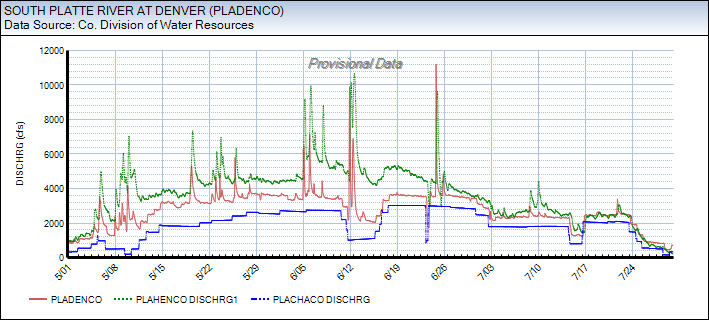 SOUTH PLATTE RIVER AT DENVER (PLADENCO)
Data Source: Co. Division of Water Resources
Provisional Data
12000
10000
8000
6000
4000
2000
0
DISCHRG (cfs)
5/01 5/08 5/15 5/22 5/29 6/05 6/12 6/19 6/26 7/03 7/10 7/17 7/24
PLADENCO PLAHENCO DISCHRG1 PLACHACO DISCHRG